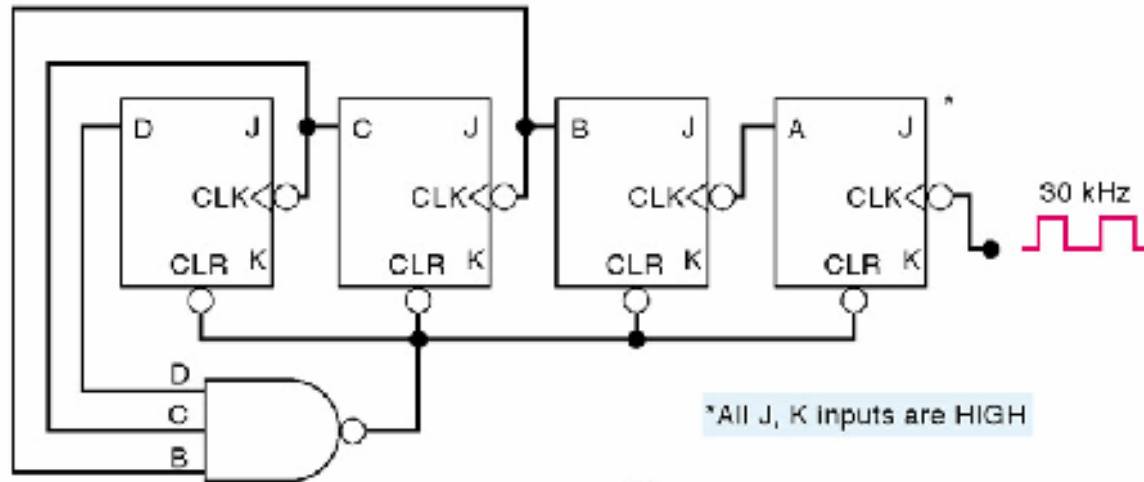 *
D J C J B J A J
CLK CLK CLK CLK
30 kHz
CLR K CLR K CLR K CLR K
D
C
B
*All J, K inputs are HIGH